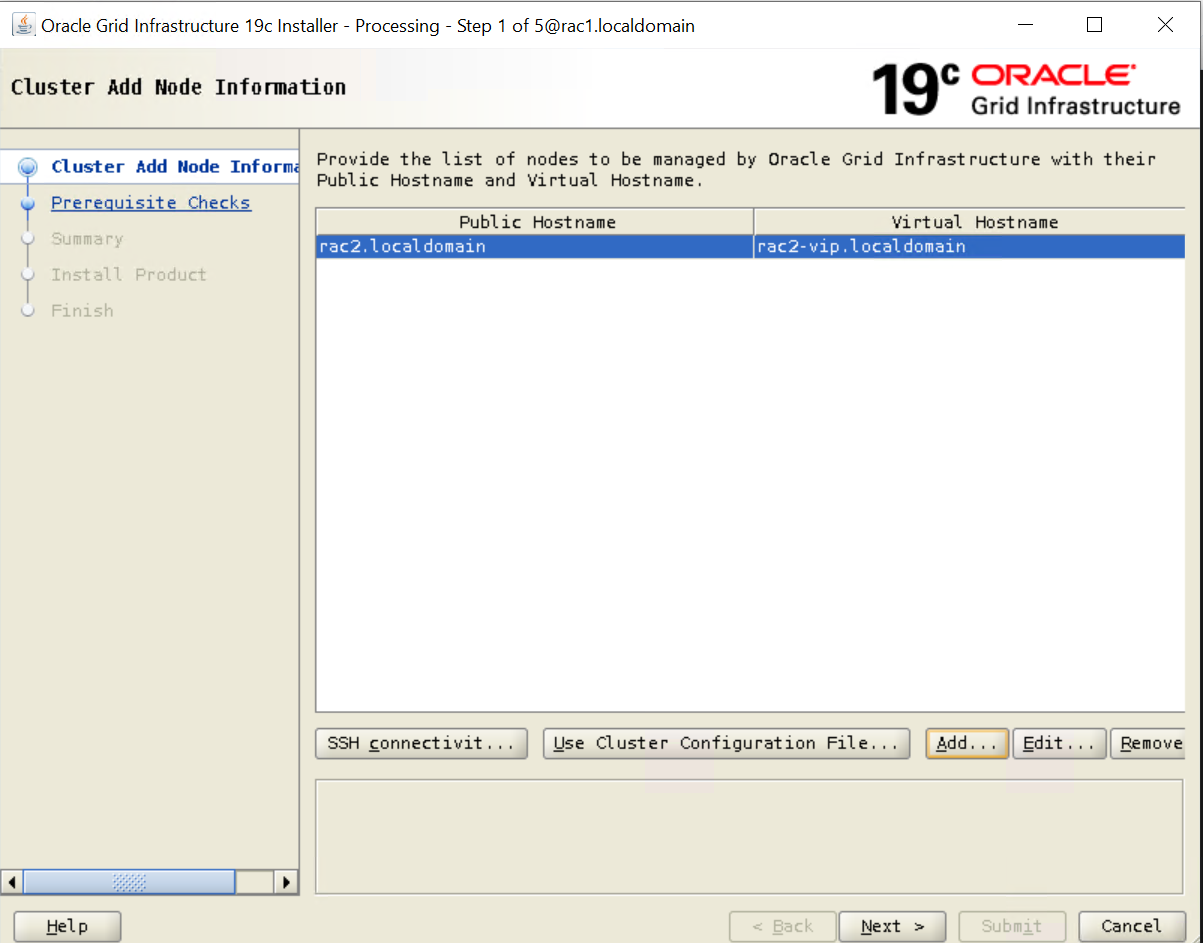 Oracle Grid Infrastructure 19c Installer - Processing - Step 1 of 5@rac1.localdomain
Cluster Add Node Information
19c ORACLE
Grid Infrastructure
Cluster Add Node Informa
Prerequisite Checks
Summary
Install Product
Finish
Provide the list of nodes to be managed by Oracle Grid Infrastructure with their
Public Hostname and Virtual Hostname.
Public Hostname Virtual Hostname
rac2.localdomain rac2-vip.localdomain
SSH connectivit... Use Cluster Configuration File... Add... Edit... Remove
Help < Back Next > Submit Cancel